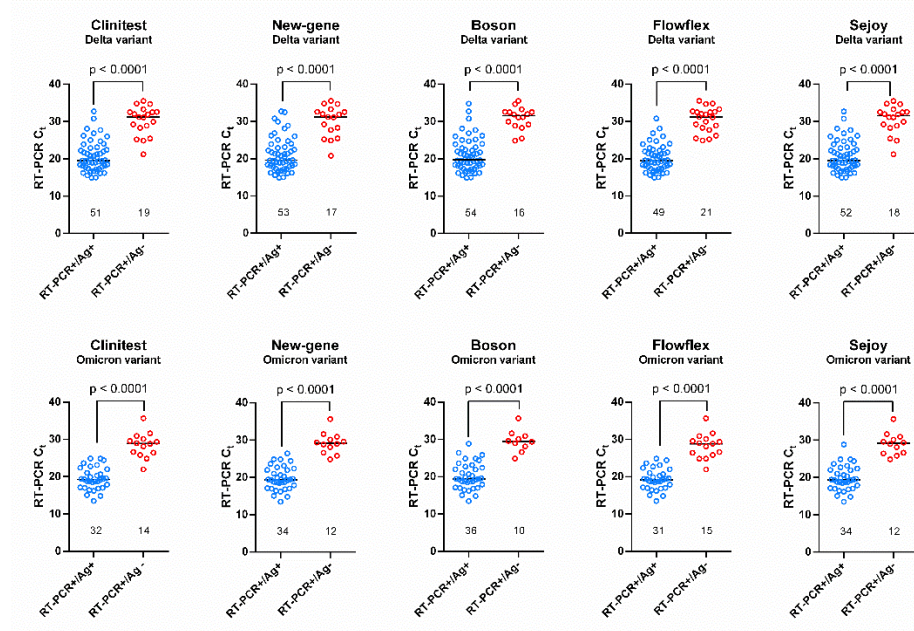 Clinitest
Delta variant
p < 0.0001
RT-PCR Ct
40
30
20
10
0
51
19
RT-PCR+/Ag+
RT-PCR+/Ag-
New-gene
Delta variant
p < 0.0001
RT-PCR Ct
40
30
20
10
0
53
17
RT-PCR+/Ag+
RT-PCR+/Ag-
Boson
Delta variant
p < 0.0001
RT-PCR Ct
40
30
20
10
0
54
16
RT-PCR+/Ag+
RT-PCR+/Ag-
Flowflex
Delta variant
p < 0.0001
RT-PCR Ct
40
30
20
10
0
49
21
RT-PCR+/Ag+
RT-PCR+/Ag-
Sejoy
Delta variant
p < 0.0001
RT-PCR Ct
40
30
20
10
0
52
18
RT-PCR+/Ag+
RT-PCR+/Ag-
Clinitest
Omicron variant
p < 0.0001
RT-PCR Ct
40
30
20
10
0
32
14
RT-PCR+/Ag+
RT-PCR+/Ag-
New-gene
Omicron variant
p < 0.0001
RT-PCR Ct
40
30
20
10
0
34
12
RT-PCR+/Ag+
RT-PCR+/Ag-
Boson
Omicron variant
p < 0.0001
RT-PCR Ct
40
30
20
10
0
36
10
RT-PCR+/Ag+
RT-PCR+/Ag-
Flowflex
Omicron variant
p < 0.0001
RT-PCR Ct
40
30
20
10
0
31
15
RT-PCR+/Ag+
RT-PCR+/Ag-
Sejoy
Omicron variant
p < 0.0001
RT-PCR Ct
40
30
20
10
0
34
12
RT-PCR+/Ag+
RT-PCR+/Ag-